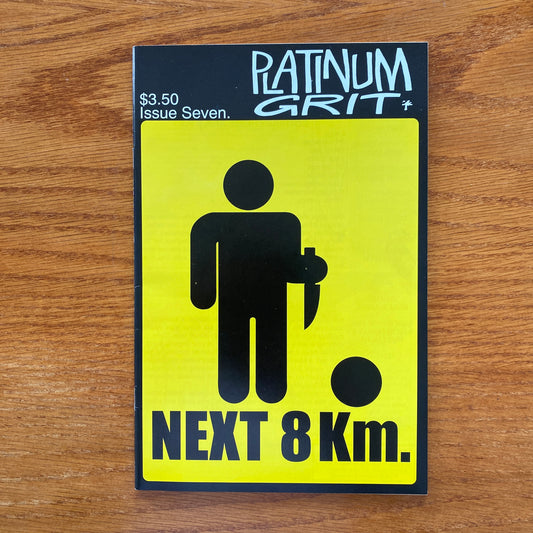 PLATINUM
GRIT
$3.50
Issue Seven.
NEXT 8 Km.